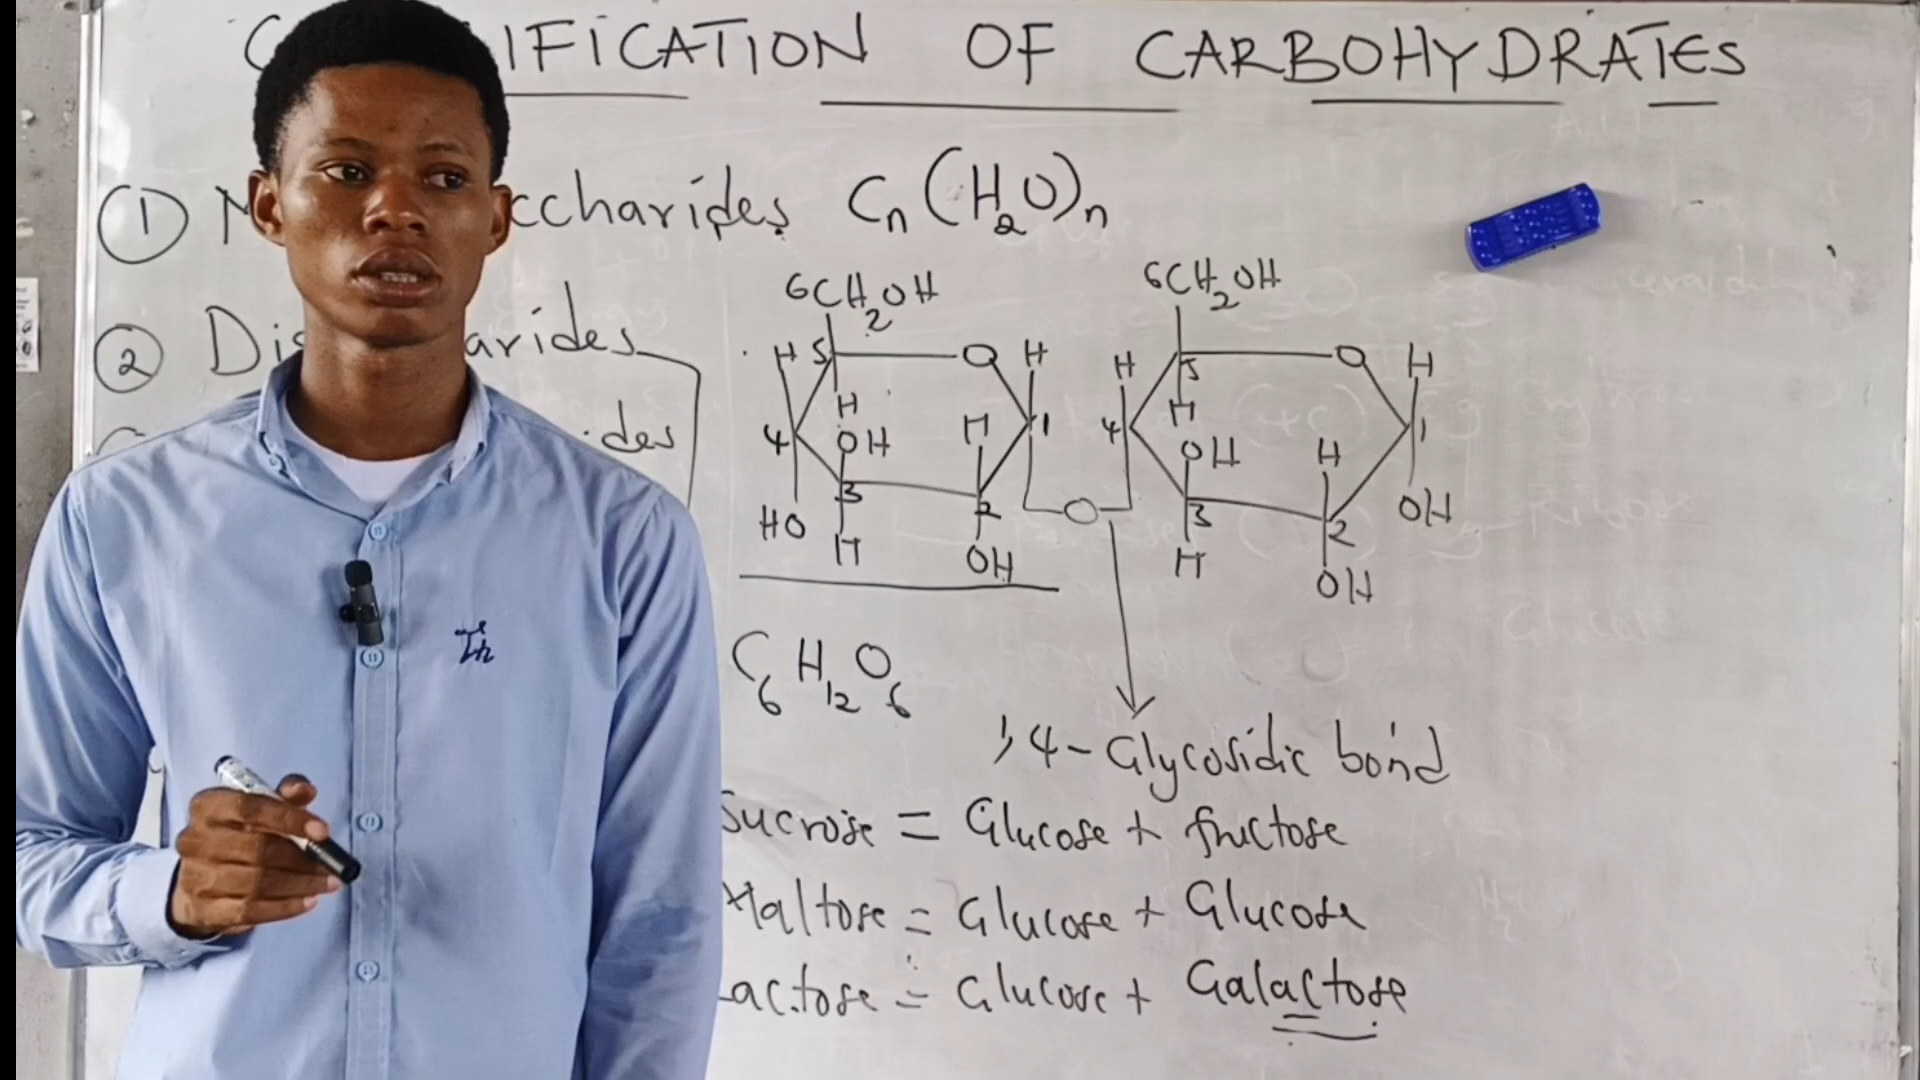 C IFICATION OF CARBOHYDRATES
① M ccharides Cn(H2O)n
② Dis arides
ides
6CH2OH 6CH2OH
H 5 O H H 5 O H
H H
4 OH H 1 4 OH H 1
3 2 O 3 2 OH
HO H OH H OH
C6H12O6
1,4-Glycosidic bond
Sucrose = Glucose + fructose
Maltose = Glucose + Glucose
Lactose = Glucose + Galactose